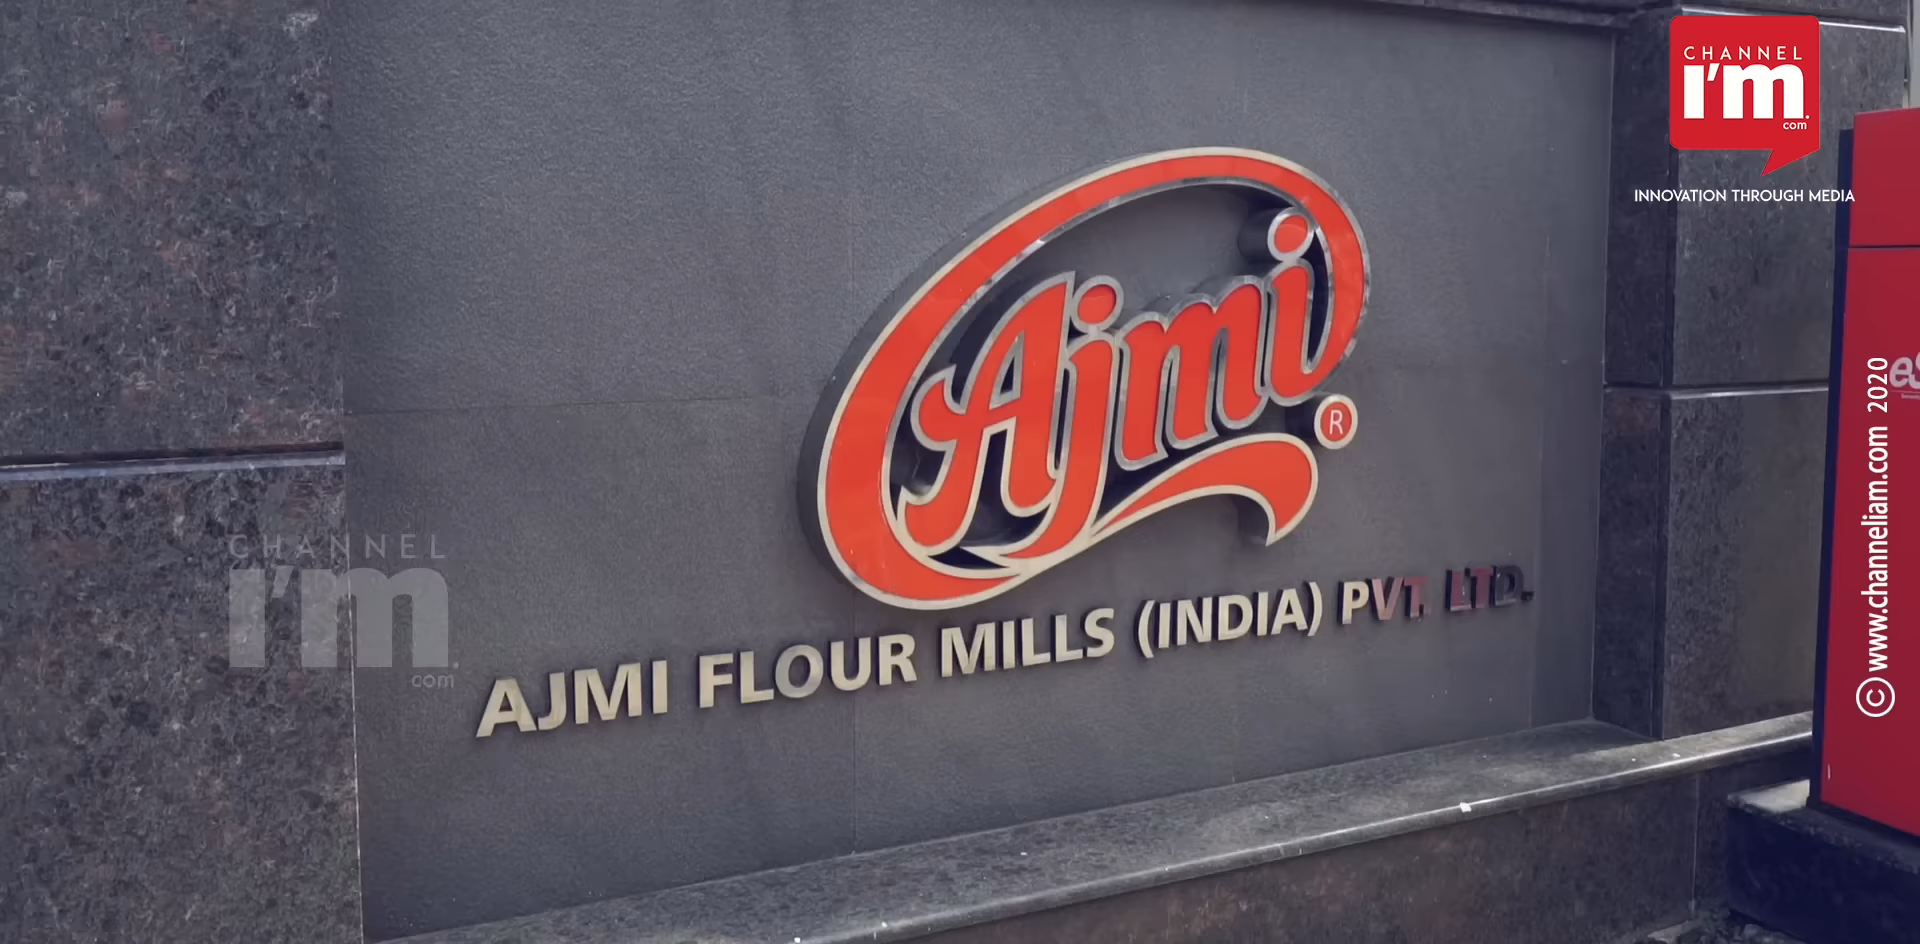 CHANNEL
I'm
com
INNOVATION THROUGH MEDIA
Ajmi
®
AJMI FLOUR MILLS (INDIA) PVT. LTD.
CHANNEL
I'm
com
© www.channeliam.com 2020